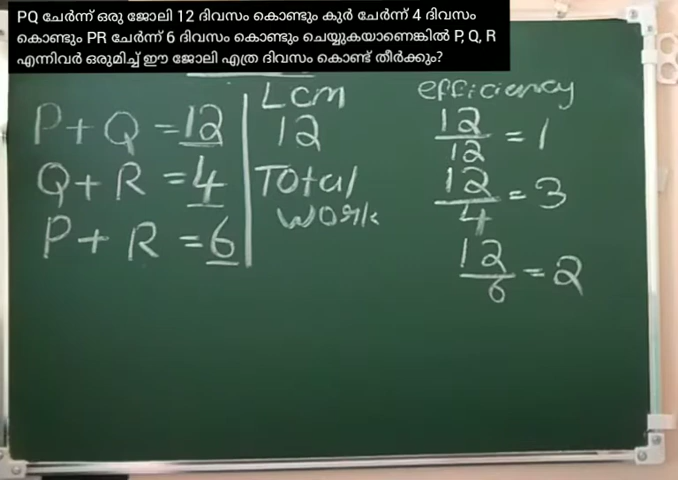 PQ ചേർന്ന് ഒരു ജോലി 12 ദിവസം കൊണ്ടും കൂർ ചേർന്ന് 4 ദിവസം
കൊണ്ടും PR ചേർന്ന് 6 ദിവസം കൊണ്ടും ചെയ്യുകയാണെങ്കിൽ P, Q, R
എന്നിവർ ഒരുമിച്ച് ഈ ജോലി എത്ര ദിവസം കൊണ്ട് തീർക്കും?
P+Q =12
Q+R =4
P+R =6
Lcm
12
Total
work
efficiency
12/12 = 1
12/4 = 3
12/6 = 2